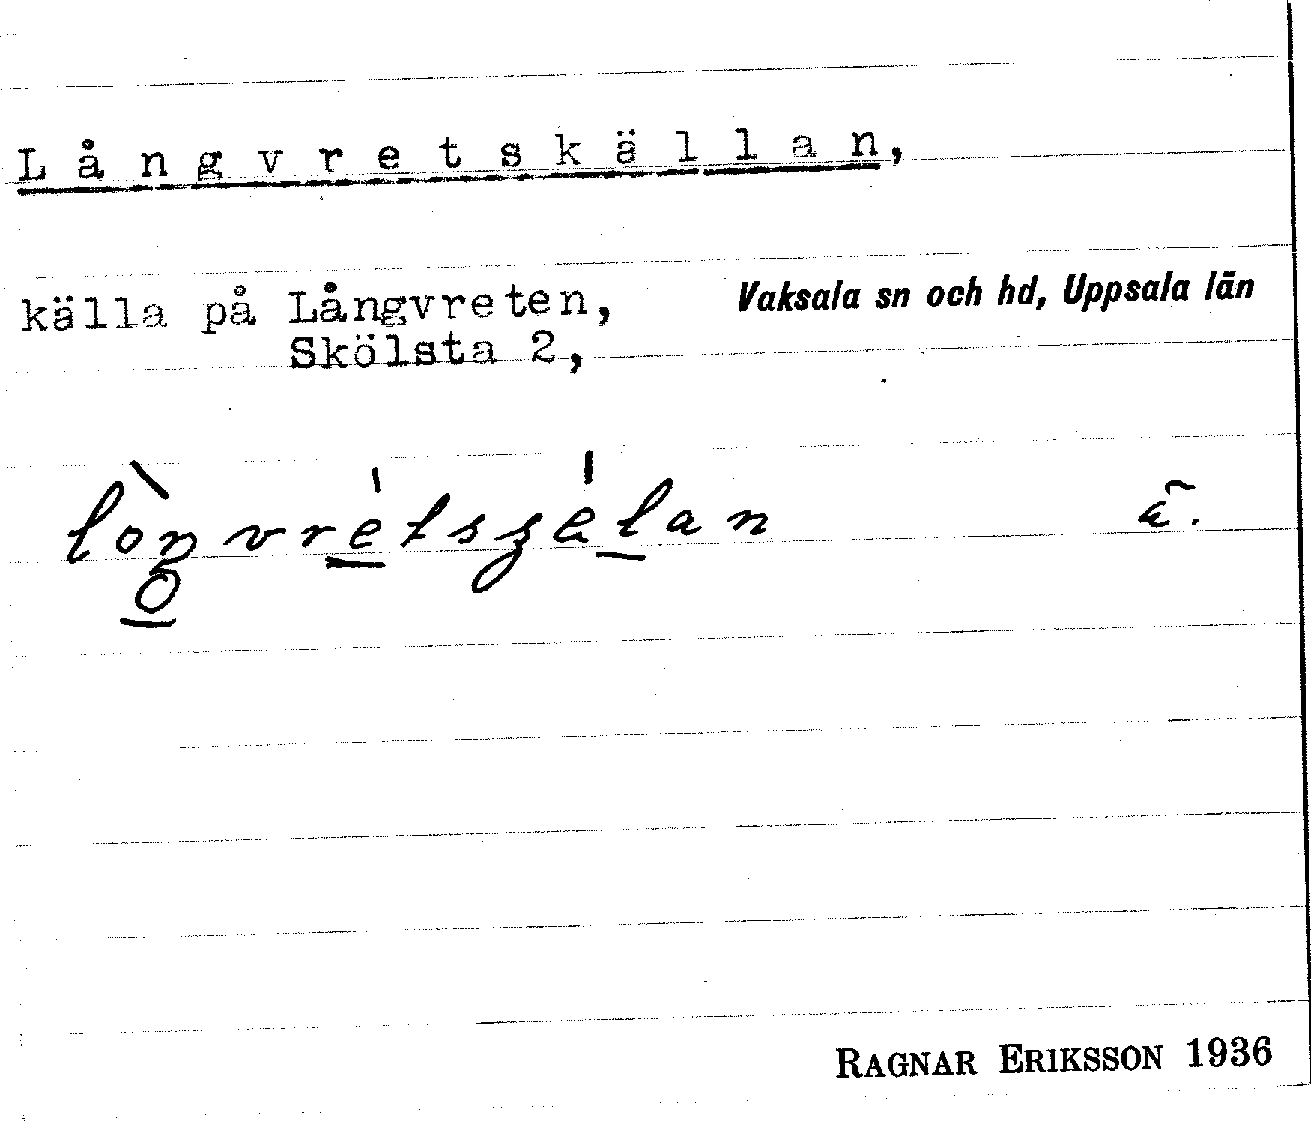 Långvretskällan,
källa på Långvreten, Vaksala sn och hd, Uppsala län
Skölsta 2,
RAGNAR ERIKSSON 1936